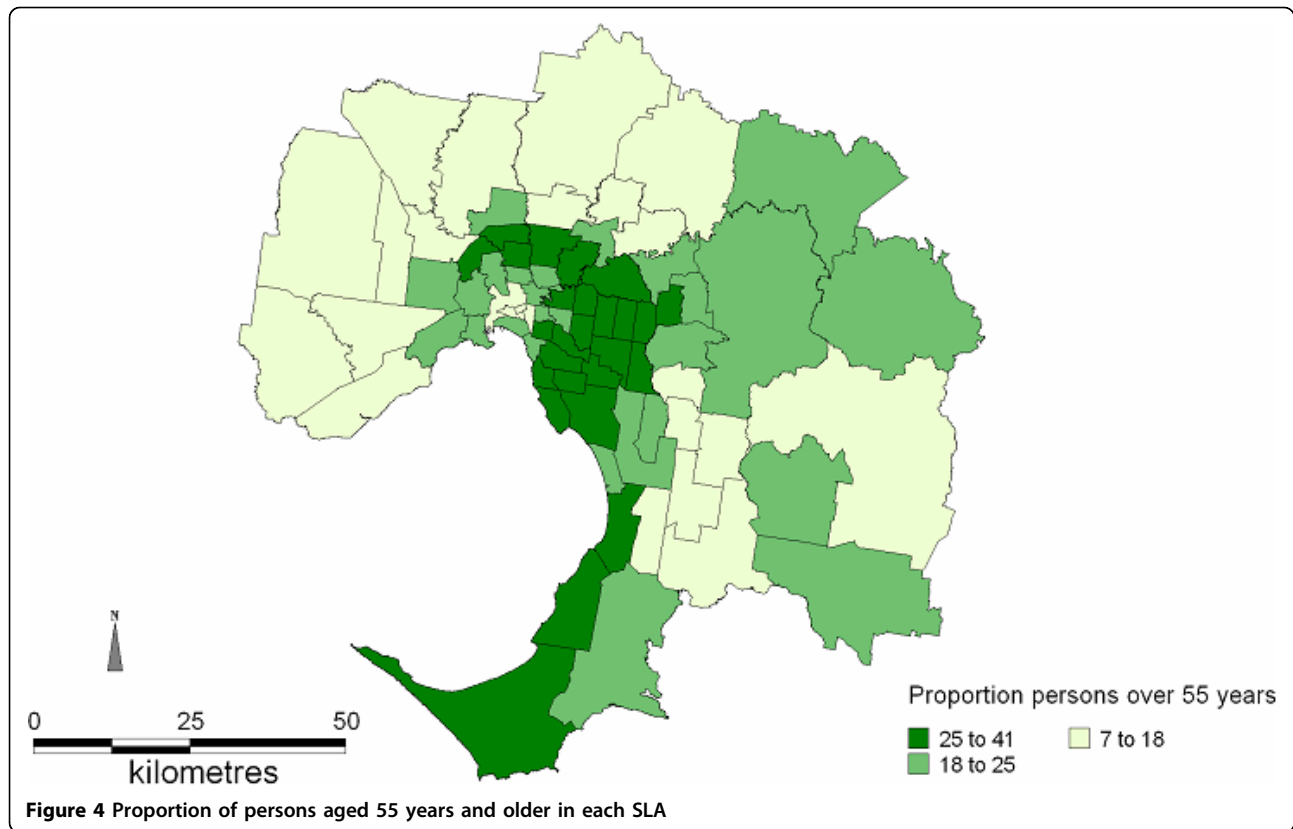 N
0 25 50
kilometres
Proportion persons over 55 years
25 to 41 7 to 18
18 to 25
Figure 4 Proportion of persons aged 55 years and older in each SLA